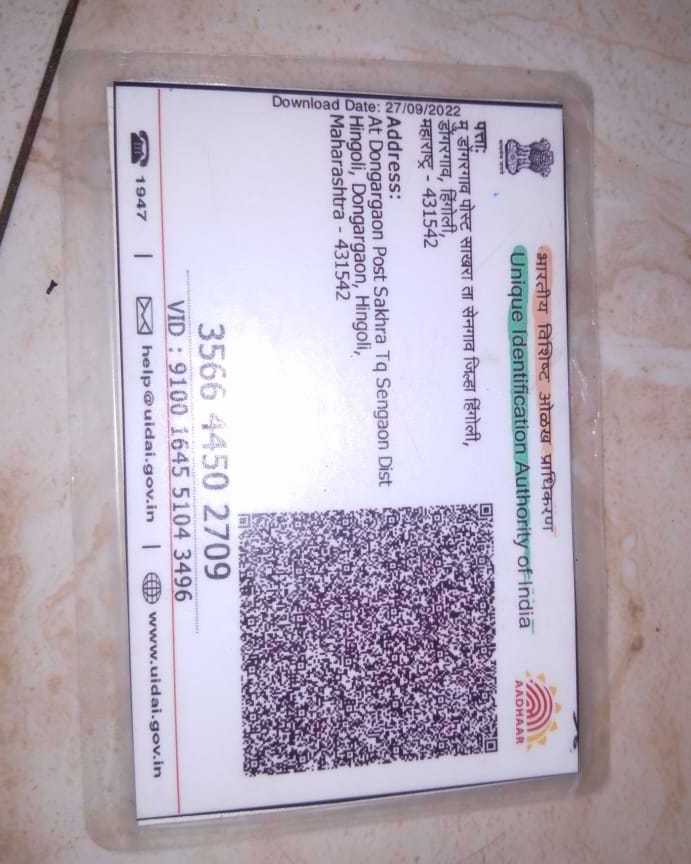 भारतीय विशिष्ट ओळख प्राधिकरण
Unique Identification Authority of India
AADHAAR
Download Date: 27/09/2022
पत्ता:
मु डोंगरगाव पोस्ट साखरा ता सेनगाव जिल्हा हिंगोली,
डोंगरगाव, हिंगोली,
महाराष्ट्र - 431542
Address:
At Dongargaon Post Sakhra Tq Sengaon Dist
Hingoli, Dongargaon, Hingoli,
Maharashtra - 431542
3566 4450 2709
VID : 9100 1645 5104 3496
1947 | help@uidai.gov.in | www.uidai.gov.in